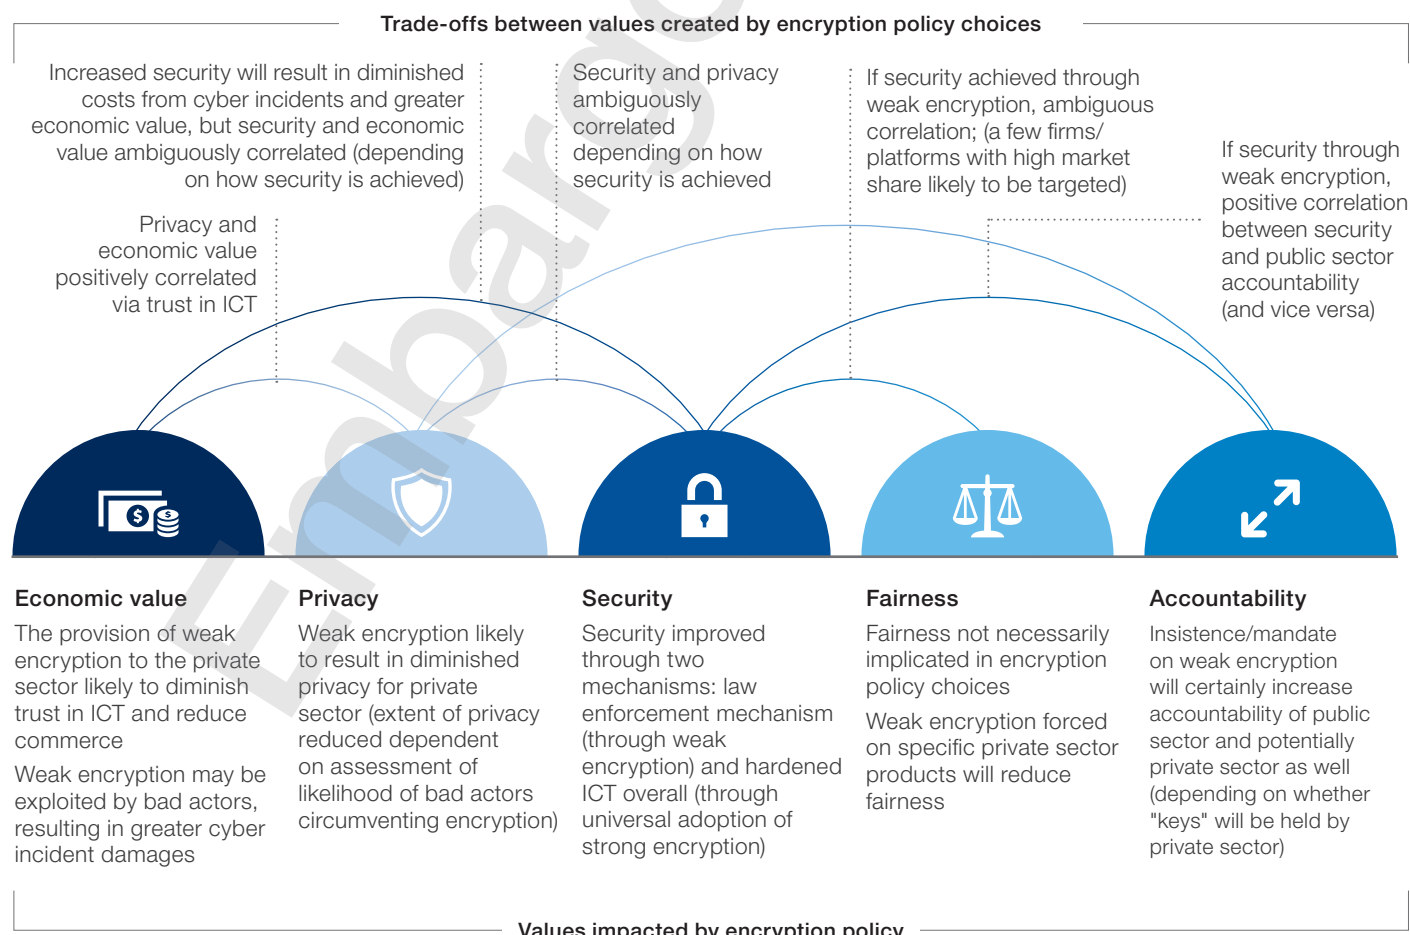 Trade-offs between values created by encryption policy choices
Increased security will result in diminished
costs from cyber incidents and greater
economic value, but security and economic
value ambiguously correlated (depending
on how security is achieved)
Security and privacy
ambiguously
correlated
depending on how
security is achieved
If security achieved through
weak encryption, ambiguous
correlation; (a few firms/
platforms with high market
share likely to be targeted)
If security through
weak encryption,
positive correlation
between security
and public sector
accountability
(and vice versa)
Privacy and
economic value
positively correlated
via trust in ICT
Embargo
$
$
Economic value
The provision of weak
encryption to the private
sector likely to diminish
trust in ICT and reduce
commerce
Weak encryption may be
exploited by bad actors,
resulting in greater cyber
incident damages
Privacy
Weak encryption likely
to result in diminished
privacy for private
sector (extent of privacy
reduced dependent
on assessment of
likelihood of bad actors
circumventing encryption)
Security
Security improved
through two
mechanisms: law
enforcement mechanism
(through weak
encryption) and hardened
ICT overall (through
universal adoption of
strong encryption)
Fairness
Fairness not necessarily
implicated in encryption
policy choices
Weak encryption forced
on specific private sector
products will reduce
fairness
Accountability
Insistence/mandate
on weak encryption
will certainly increase
accountability of public
sector and potentially
private sector as well
(depending on whether
"keys" will be held by
private sector)
Values impacted by encryption policy